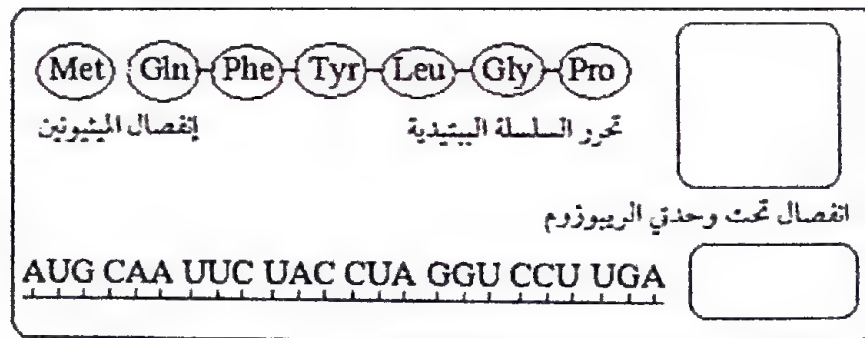 Met Gln Phe Tyr Leu Gly Pro
تحرر السلسلة الببتيدية
إنفصال الميثيونين
انفصال تحت وحدتي الريبوزوم
AUG CAA UUC UAC CUA GGU CCU UGA